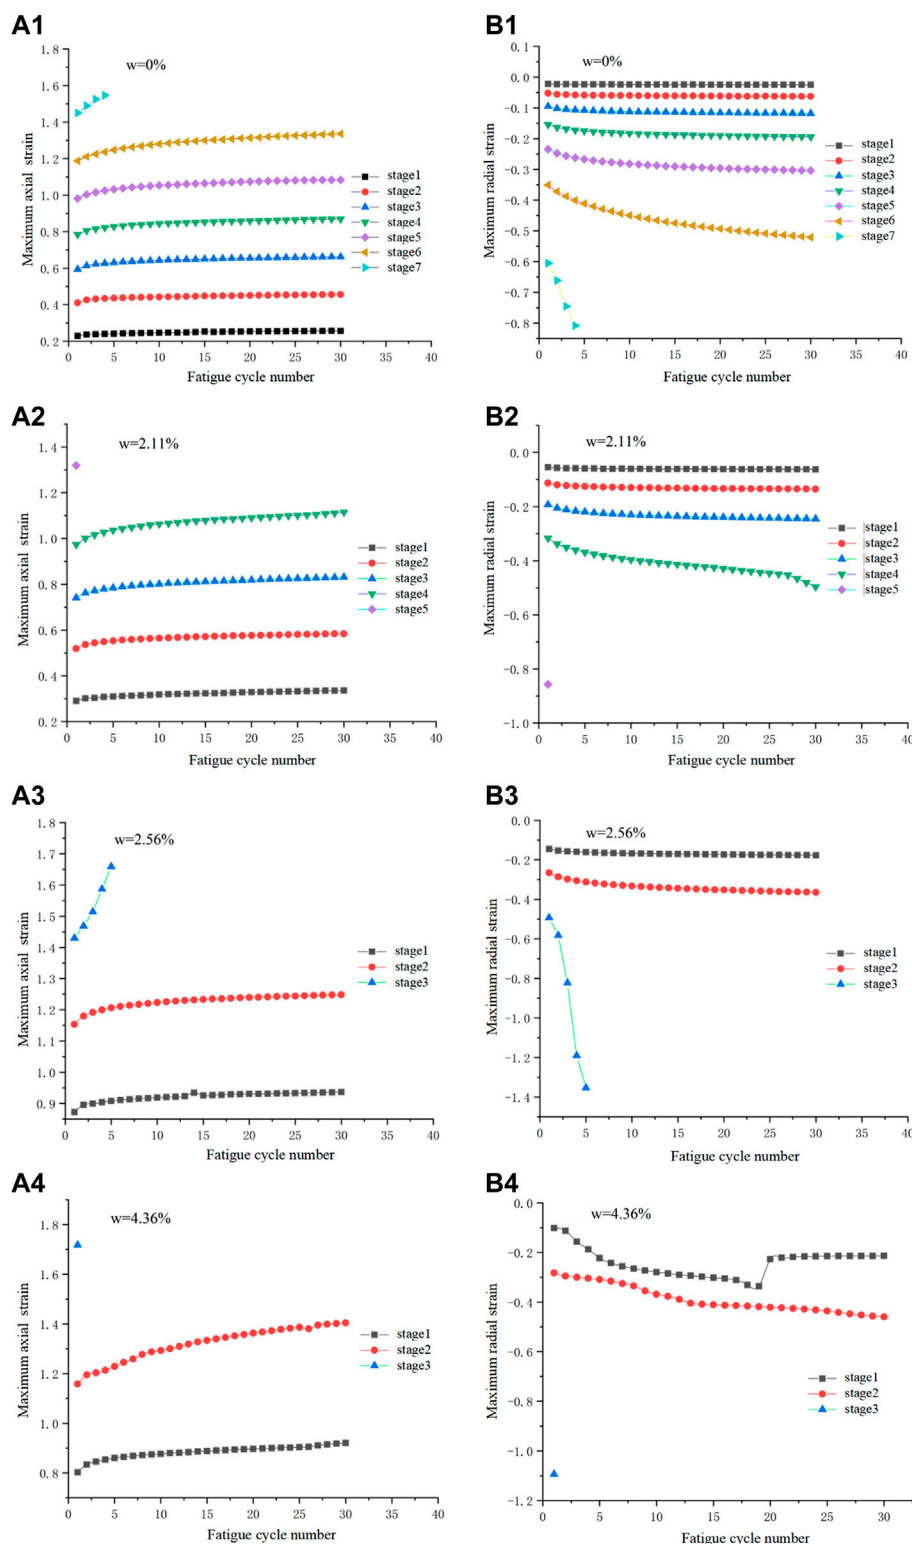 A1
w=0%
Maximum axial strain
1.8
1.6
1.4
1.2
1.0
0.8
0.6
0.4
0.2
0 5 10 15 20 25 30 35 40
Fatigue cycle number
stage1
stage2
stage3
stage4
stage5
stage6
stage7
B1
w=0%
Maximum radial strain
0.1
0.0
-0.1
-0.2
-0.3
-0.4
-0.5
-0.6
-0.7
-0.8
0 5 10 15 20 25 30 35 40
Fatigue cycle number
stage1
stage2
stage3
stage4
stage5
stage6
stage7
A2
w=2.11%
Maximum axial strain
1.4
1.2
1.0
0.8
0.6
0.4
0.2
0 5 10 15 20 25 30 35 40
Fatigue cycle number
stage1
stage2
stage3
stage4
stage5
B2
w=2.11%
Maximum radial strain
0.0
-0.2
-0.4
-0.6
-0.8
-1.0
0 5 10 15 20 25 30 35 40
Fatigue cycle number
stage1
stage2
stage3
stage4
stage5
A3
w=2.56%
Maximum axial strain
1.8
1.7
1.6
1.5
1.4
1.3
1.2
1.1
1.0
0.9
0 5 10 15 20 25 30 35 40
Fatigue cycle number
stage1
stage2
stage3
B3
w=2.56%
Maximum radial strain
0.0
-0.2
-0.4
-0.6
-0.8
-1.0
-1.2
-1.4
0 5 10 15 20 25 30 35 40
Fatigue cycle number
stage1
stage2
stage3
A4
w=4.36%
Maximum axial strain
1.8
1.6
1.4
1.2
1.0
0.8
0 5 10 15 20 25 30 35 40
Fatigue cycle number
stage1
stage2
stage3
B4
w=4.36%
Maximum radial strain
0.0
-0.2
-0.4
-0.6
-0.8
-1.0
-1.2
0 5 10 15 20 25 30
Fatigue cycle number
stage1
stage2
stage3